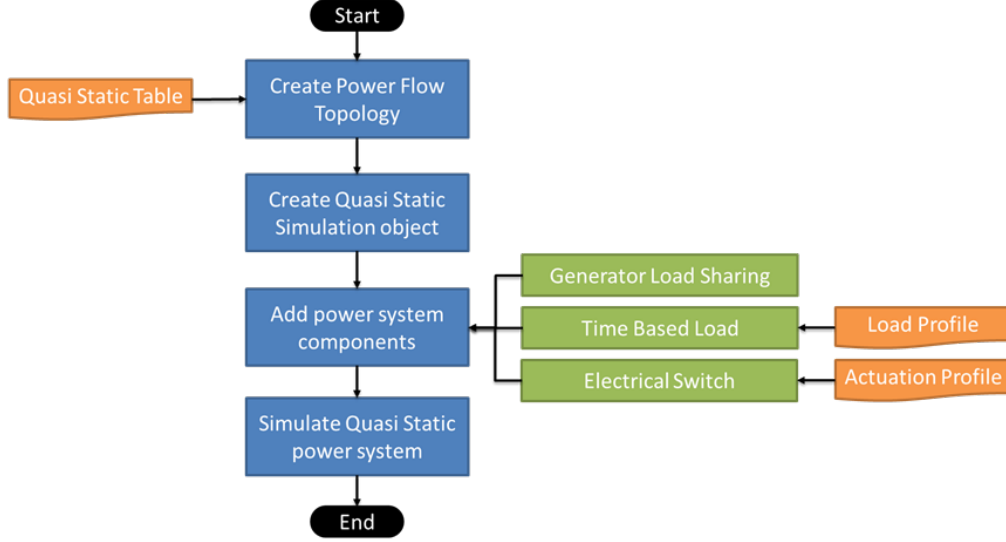 Start
Quasi Static Table
Create Power Flow
Topology
Create Quasi Static
Simulation object
Generator Load Sharing
Add power system
components
Time Based Load
Load Profile
Electrical Switch
Actuation Profile
Simulate Quasi Static
power system
End